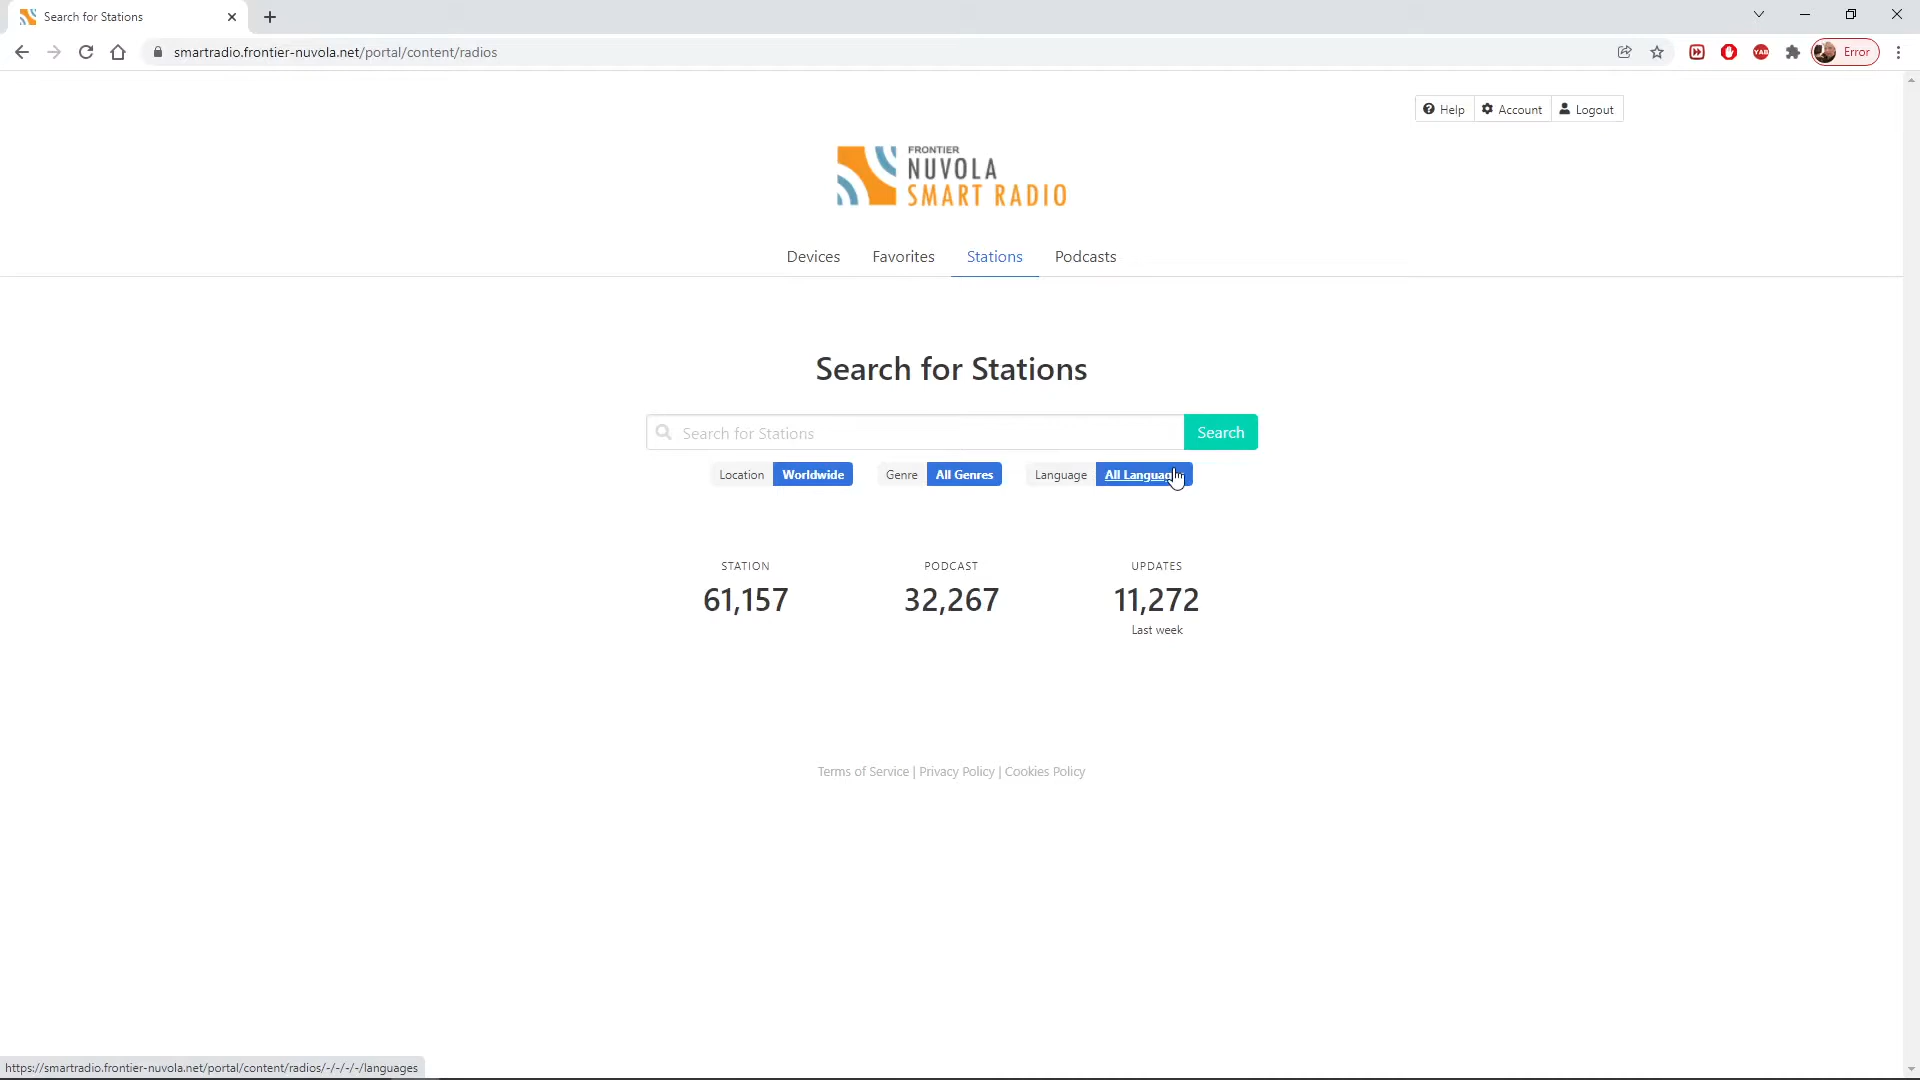 Search for Stations
smartradio.frontier-nuvola.net/portal/content/radios
YAB
Error
Help
Account
Logout
FRONTIER
NUVOLA
SMART RADIO
Devices
Favorites
Stations
Podcasts
Search for Stations
Search for Stations
Search
Location Worldwide
Genre All Genres
Language All Languag
STATION
61,157
PODCAST
32,267
UPDATES
11,272
Last week
Terms of Service | Privacy Policy | Cookies Policy
https://smartradio.frontier-nuvola.net/portal/content/radios/-/-/-/-/languages